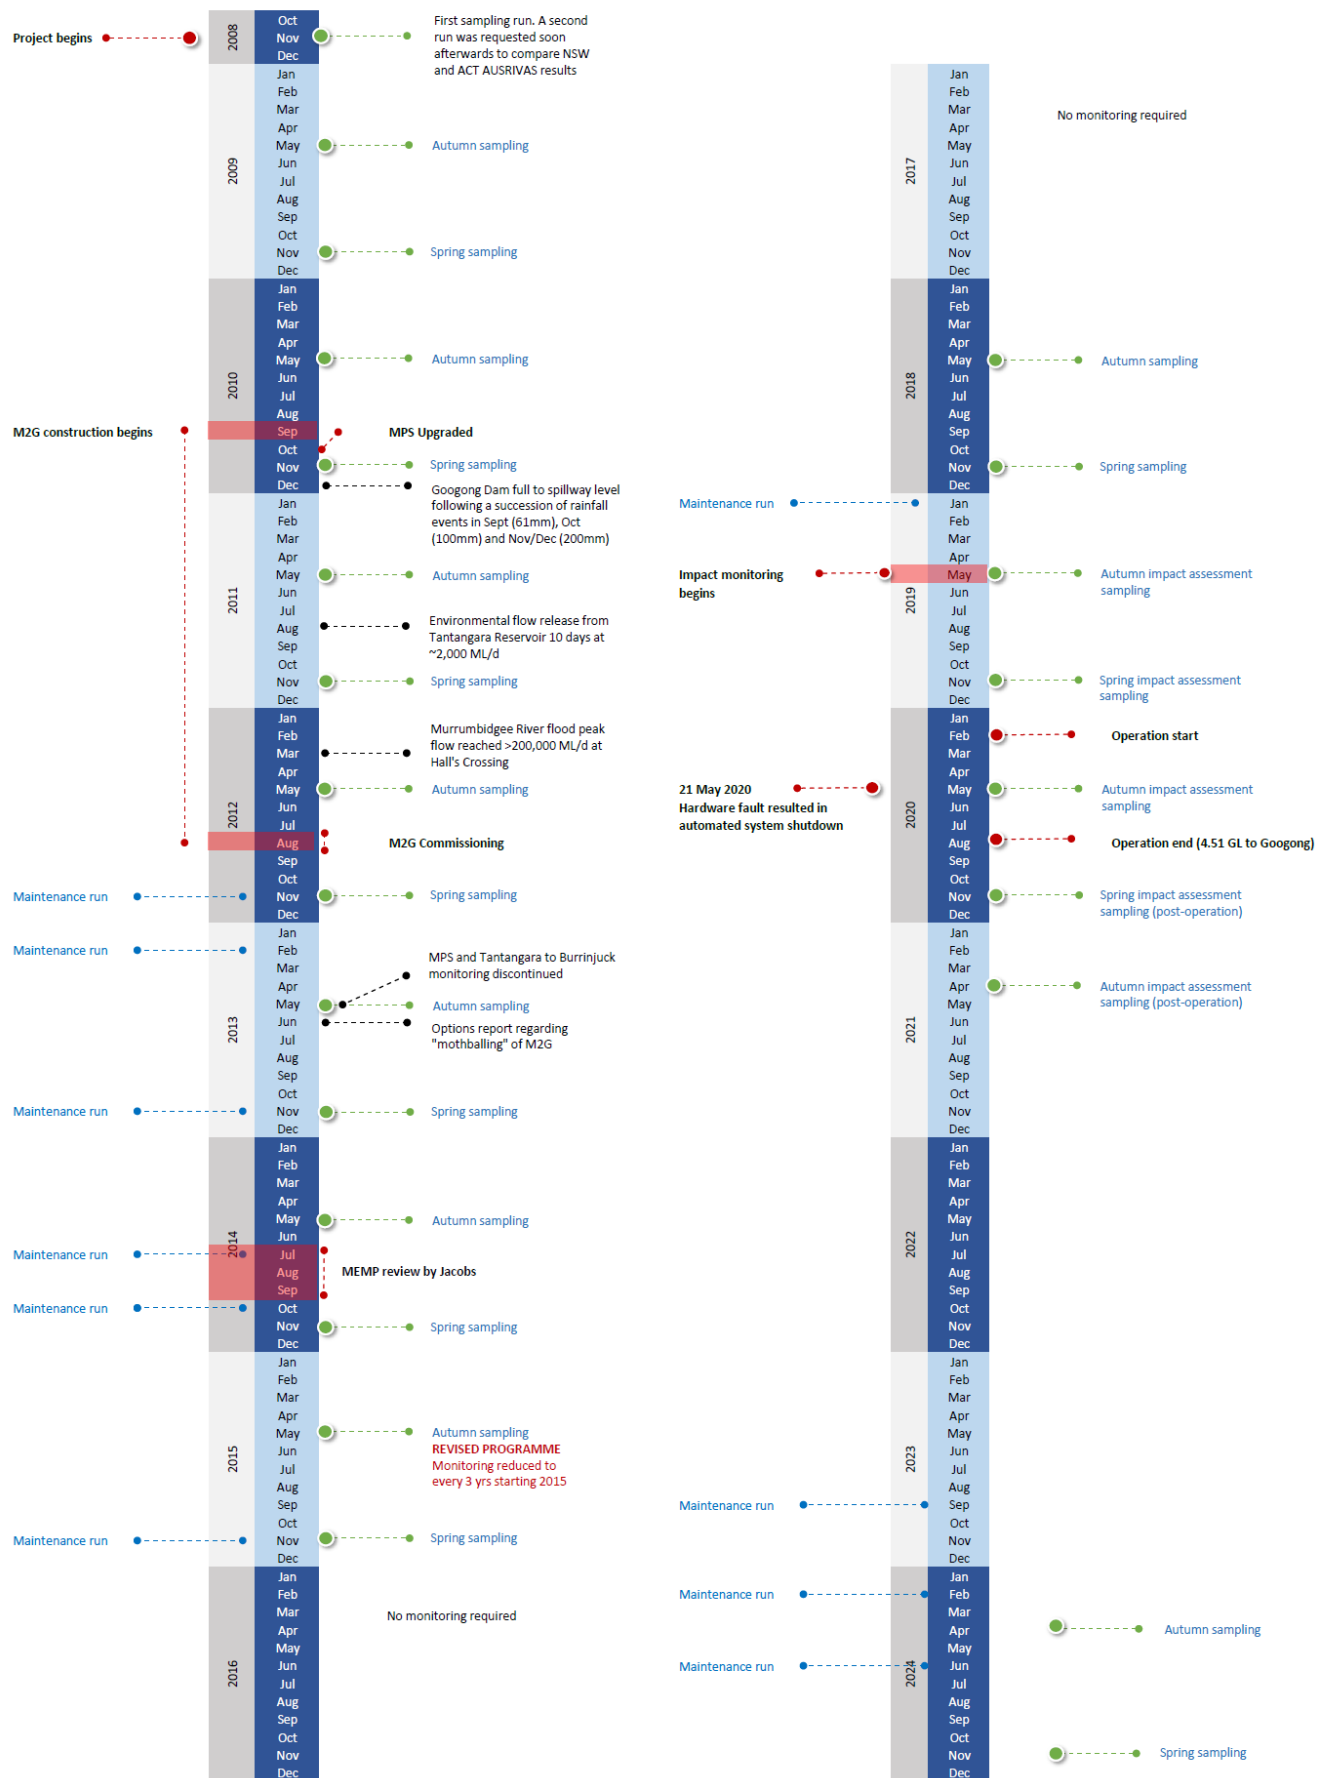 Project begins
2008
Oct
Nov
Dec
First sampling run. A second
run was requested soon
afterwards to compare NSW
and ACT AUSRIVAS results
2009
Jan
Feb
Mar
Apr
May
Jun
Jul
Aug
Sep
Oct
Nov
Dec
Autumn sampling
Spring sampling
2010
Jan
Feb
Mar
Apr
May
Jun
Jul
Aug
Sep
Oct
Nov
Dec
Autumn sampling
M2G construction begins
MPS Upgraded
Spring sampling
Googong Dam full to spillway level
following a succession of rainfall
events in Sept (61mm), Oct
(100mm) and Nov/Dec (200mm)
2011
Jan
Feb
Mar
Apr
May
Jun
Jul
Aug
Sep
Oct
Nov
Dec
Autumn sampling
Environmental flow release from
Tantangara Reservoir 10 days at
~2,000 ML/d
Spring sampling
2012
Jan
Feb
Mar
Apr
May
Jun
Jul
Aug
Sep
Oct
Nov
Dec
Murrumbidgee River flood peak
flow reached >200,000 ML/d at
Hall's Crossing
Autumn sampling
M2G Commissioning
Maintenance run
Spring sampling
2013
Jan
Feb
Mar
Apr
May
Jun
Jul
Aug
Sep
Oct
Nov
Dec
Maintenance run
MPS and Tantangara to Burrinjuck
monitoring discontinued
Autumn sampling
Options report regarding
"mothballing" of M2G
Maintenance run
Spring sampling
2014
Jan
Feb
Mar
Apr
May
Jun
Jul
Aug
Sep
Oct
Nov
Dec
Autumn sampling
Maintenance run
MEMP review by Jacobs
Maintenance run
Spring sampling
2015
Jan
Feb
Mar
Apr
May
Jun
Jul
Aug
Sep
Oct
Nov
Dec
Autumn sampling
REVISED PROGRAMME
Monitoring reduced to
every 3 yrs starting 2015
Maintenance run
Spring sampling
2016
Jan
Feb
Mar
Apr
May
Jun
Jul
Aug
Sep
Oct
Nov
Dec
No monitoring required
2017
Jan
Feb
Mar
Apr
May
Jun
Jul
Aug
Sep
Oct
Nov
Dec
No monitoring required
2018
Jan
Feb
Mar
Apr
May
Jun
Jul
Aug
Sep
Oct
Nov
Dec
Autumn sampling
Spring sampling
2019
Jan
Feb
Mar
Apr
May
Jun
Jul
Aug
Sep
Oct
Nov
Dec
Maintenance run
Impact monitoring
begins
Autumn impact assessment
sampling
Spring impact assessment
sampling
2020
Jan
Feb
Mar
Apr
May
Jun
Jul
Aug
Sep
Oct
Nov
Dec
Operation start
21 May 2020
Hardware fault resulted in
automated system shutdown
Autumn impact assessment
sampling
Operation end (4.51 GL to Googong)
Spring impact assessment
sampling (post-operation)
2021
Jan
Feb
Mar
Apr
May
Jun
Jul
Aug
Sep
Oct
Nov
Dec
Autumn impact assessment
sampling (post-operation)
2022
Jan
Feb
Mar
Apr
May
Jun
Jul
Aug
Sep
Oct
Nov
Dec
2023
Jan
Feb
Mar
Apr
May
Jun
Jul
Aug
Sep
Oct
Nov
Dec
Maintenance run
2024
Jan
Feb
Mar
Apr
May
Jun
Jul
Aug
Sep
Oct
Nov
Dec
Maintenance run
Autumn sampling
Maintenance run
Spring sampling